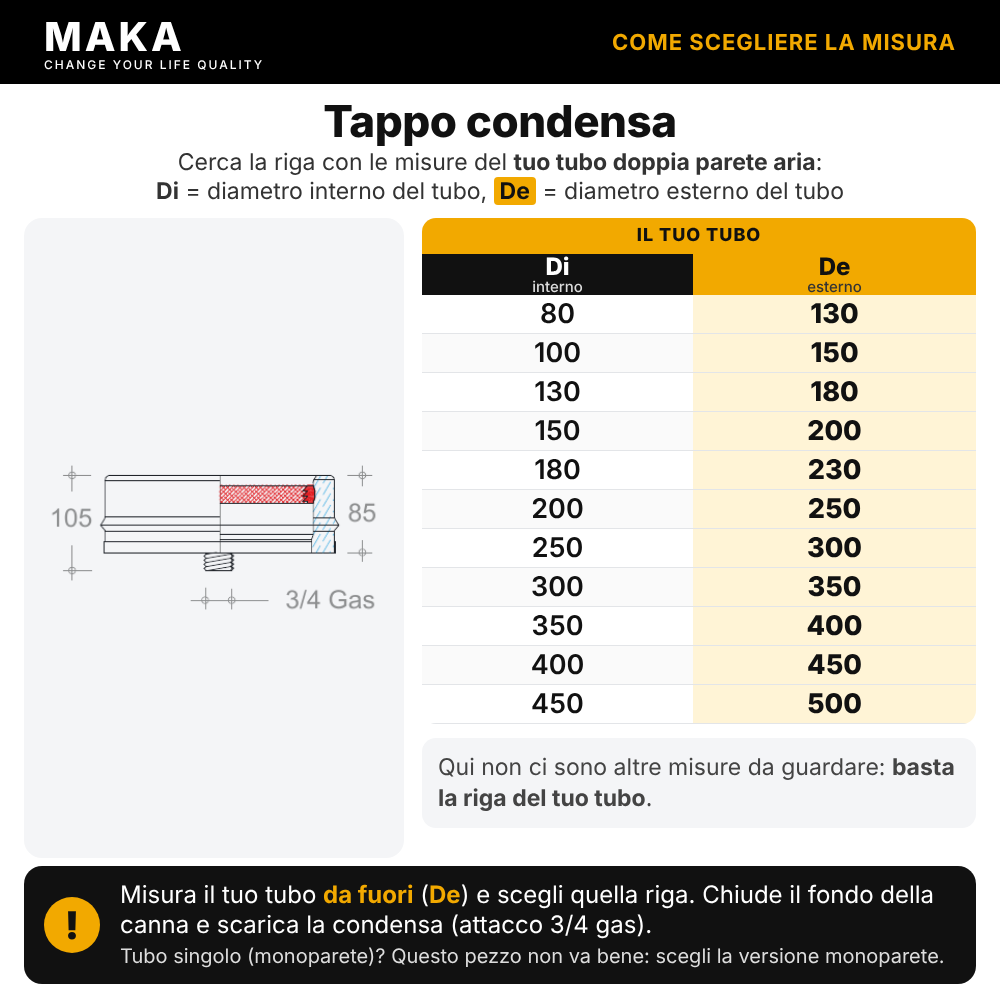 MAKA
CHANGE YOUR LIFE QUALITY
COME SCEGLIERE LA MISURA
Tappo condensa
Cerca la riga con le misure del tuo tubo doppia parete aria:
Di = diametro interno del tubo, De = diametro esterno del tubo
105
85
3/4 Gas
IL TUO TUBO
Di De
interno esterno
80 130
100 150
130 180
150 200
180 230
200 250
250 300
300 350
350 400
400 450
450 500
Qui non ci sono altre misure da guardare: basta
la riga del tuo tubo.
!
Misura il tuo tubo da fuori (De) e scegli quella riga. Chiude il fondo della
canna e scarica la condensa (attacco 3/4 gas).
Tubo singolo (monoparete)? Questo pezzo non va bene: scegli la versione monoparete.